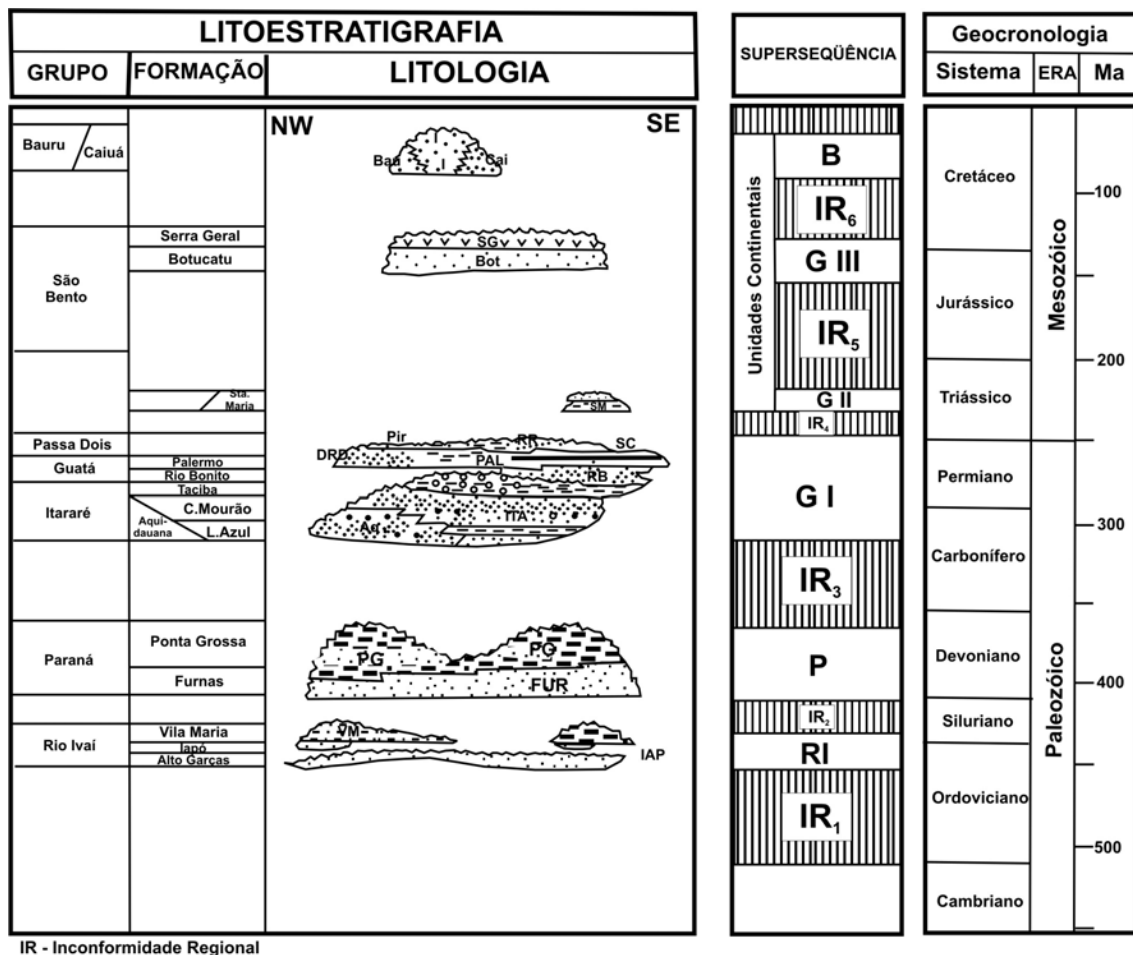 LITOESTRATIGRAFIA
GRUPO
FORMAÇÃO
LITOLOGIA
SUPERSEQÜÊNCIA
Geocronologia
Sistema
ERA
Ma
NW
SE
Bauru
Caiuá
São
Bento
Passa Dois
Guatá
Itararé
Paraná
Rio Ivaí
Serra Geral
Botucatu
Sta.
Maria
Palermo
Rio Bonito
Taciba
C.Mourão
Aqui-
dauana
L.Azul
Ponta Grossa
Furnas
Vila Maria
Iapó
Alto Garças
Bau
I
Cai
SG
Bot
SM
Pir
RR
SC
DRD
PAL
RB
ITA
Aq
PG
PG
FUR
VM
IAP
Unidades Continentais
B
IR6
G III
IR5
G II
IR4
G I
IR3
P
IR2
RI
IR1
Cretáceo
Jurássico
Triássico
Permiano
Carbonífero
Devoniano
Siluriano
Ordoviciano
Cambriano
Mesozóico
Paleozóico
100
200
300
400
500
IR - Inconformidade Regional